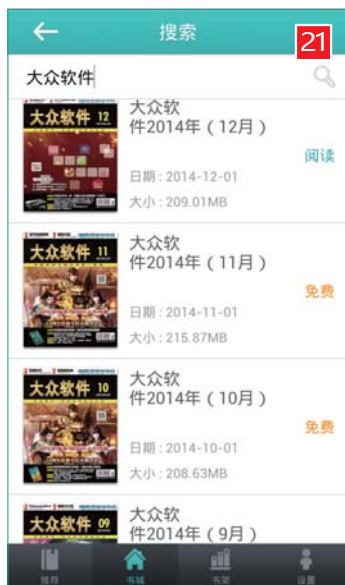 搜索
21
大众软件
大众软件 12
大众软
件2014年（12月）
阅读
日期：2014-12-01
大小：209.01MB
大众软件 11
大众软
件2014年（11月）
免费
日期：2014-11-01
大小：215.87MB
大众软件 10
大众软
件2014年（10月）
免费
日期：2014-10-01
大小：208.63MB
大众软件 09
大众软
件2014年（9月）
推荐
书城
书架
设置